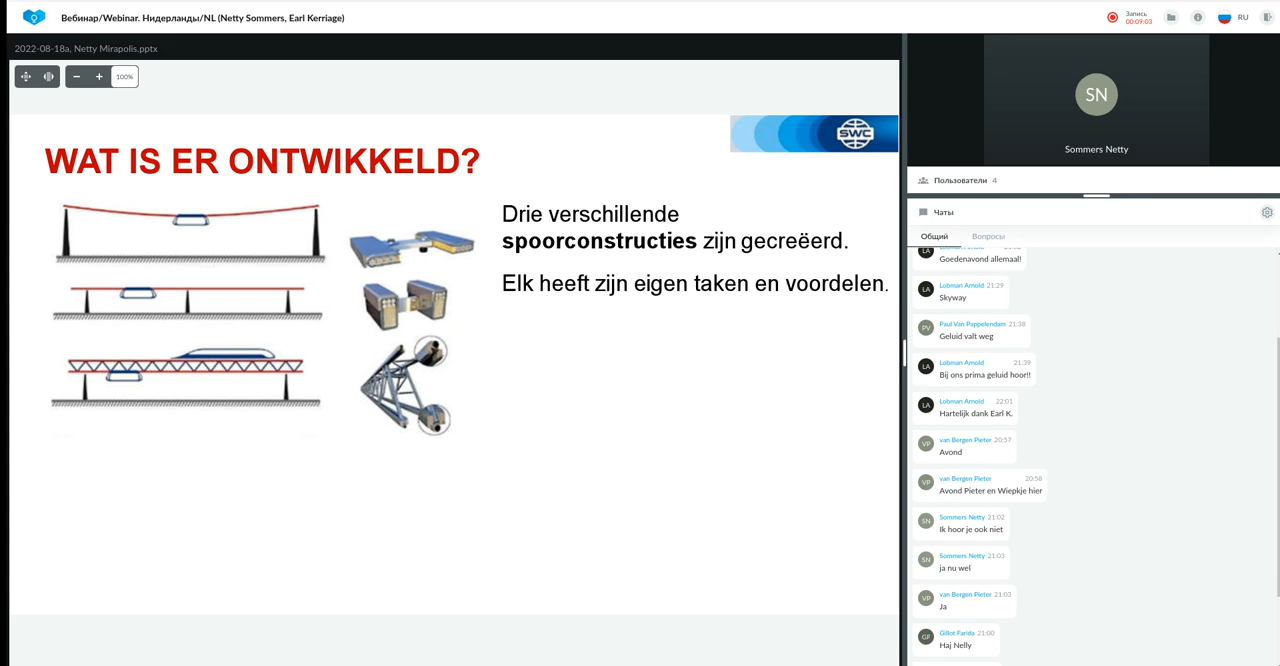 Вебинар/Webinar. Нидерланды/NL (Netty Sommers, Earl Kerriage)
Запись
00:09:03
RU
2022-08-18a, Netty Mirapolis.pptx
100%
SWC
WAT IS ER ONTWIKKELD?
Drie verschillende
spoorconstructies zijn gecreëerd.
Elk heeft zijn eigen taken en voordelen.
SN
Sommers Netty
Пользователи 4
Чаты
Общий Вопросы
LA
Goedenavond allemaal!
LA Lobman Arnold 21:29
Skyway
PV Paul Van Pappelendam 21:38
Geluid valt weg
LA Lobman Arnold 21:39
Bij ons prima geluid hoor!!
LA Lobman Arnold 22:01
Hartelijk dank Earl K.
VP van Bergen Pieter 20:57
Avond
VP van Bergen Pieter 20:58
Avond Pieter en Wiepkje hier
SN Sommers Netty 21:02
Ik hoor je ook niet
SN Sommers Netty 21:03
ja nu wel
VP van Bergen Pieter 21:03
Ja
GF Gillot Farida 21:00
Haj Nelly